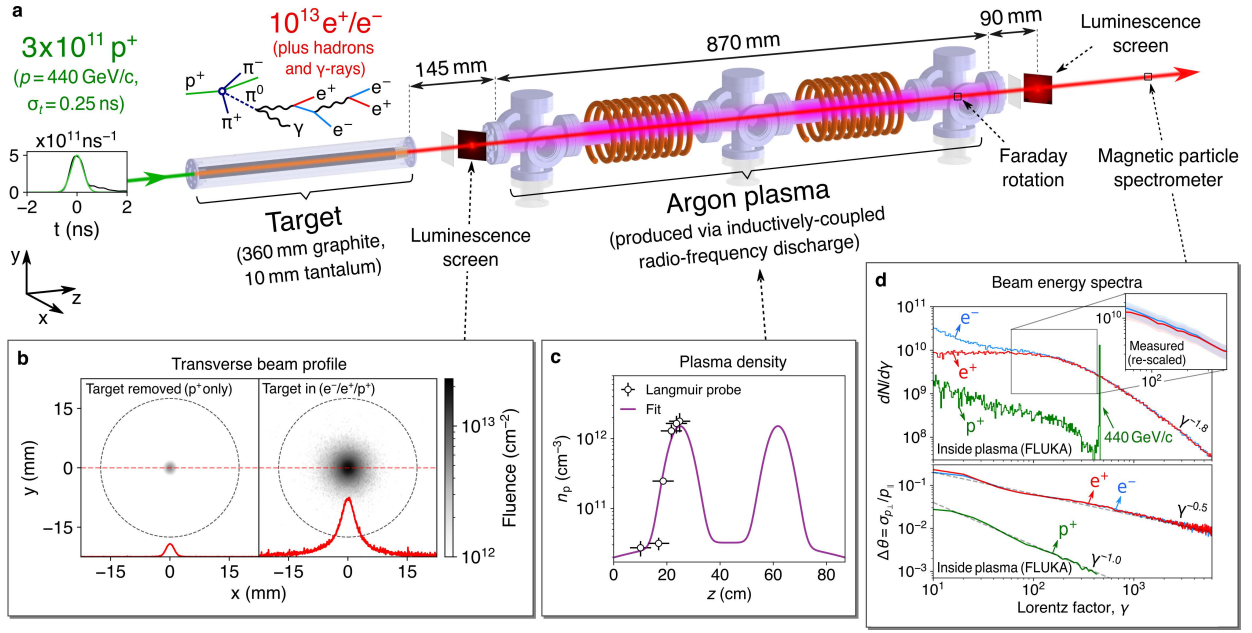 a
3x10¹¹ p⁺
(p = 440 GeV/c,
σₜ = 0.25 ns)
x10¹¹ns⁻¹
5
0
−2
0
2
t (ns)
y
z
x
p⁺
π⁻
π⁰
π⁺
γ
e⁺
e⁻
e⁻
e⁺
10¹³ e⁺/e⁻
(plus hadrons
and γ-rays)
145 mm
870 mm
90 mm
Luminescence
screen
Target
(360 mm graphite,
10 mm tantalum)
Luminescence
screen
Argon plasma
(produced via inductively-coupled
radio-frequency discharge)
Faraday
rotation
Magnetic particle
spectrometer
b
Transverse beam profile
Target removed (p⁺only)
Target in (e⁻/e⁺/p⁺)
y (mm)
15
0
−15
−15
0
15
−15
0
15
x (mm)
10¹³
10¹²
Fluence (cm⁻²)
c
Plasma density
Langmuir probe
Fit
nₚ (cm⁻³)
10¹²
10¹¹
0
20
40
60
80
z (cm)
d
Beam energy spectra
dN/dγ
10¹¹
10¹⁰
10⁹
10⁸
e⁻
e⁺
p⁺
Inside plasma (FLUKA)
440 GeV/c
γ⁻¹·⁸
10¹⁰
Measured
(re-scaled)
10²
Δθ = σ_p⊥/p∥
10⁻¹
10⁻²
10⁻³
e⁺
e⁻
p⁺
γ⁻⁰·⁵
γ⁻¹·⁰
Inside plasma (FLUKA)
10¹
10²
10³
Lorentz factor, γ